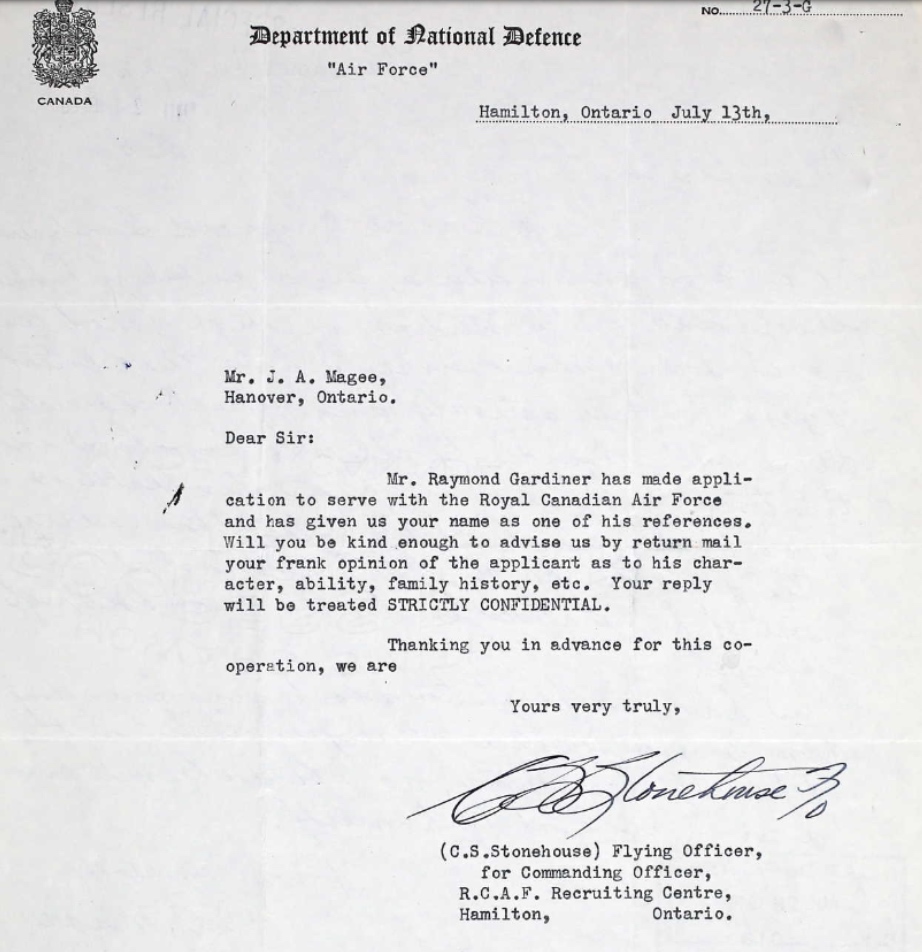 No. 27-3-G
Department of National Defence
"Air Force"
CANADA
Hamilton, Ontario July 13th,
Mr. J. A. Magee,
Hanover, Ontario.
Dear Sir:
Mr. Raymond Gardiner has made appli-
cation to serve with the Royal Canadian Air Force
and has given us your name as one of his references.
Will you be kind enough to advise us by return mail
your frank opinion of the applicant as to his char-
acter, ability, family history, etc. Your reply
will be treated STRICTLY CONFIDENTIAL.
Thanking you in advance for this co-
operation, we are
Yours very truly,
CS Stonehouse F/O
(C.S.Stonehouse) Flying Officer,
for Commanding Officer,
R.C.A.F. Recruiting Centre,
Hamilton, Ontario.